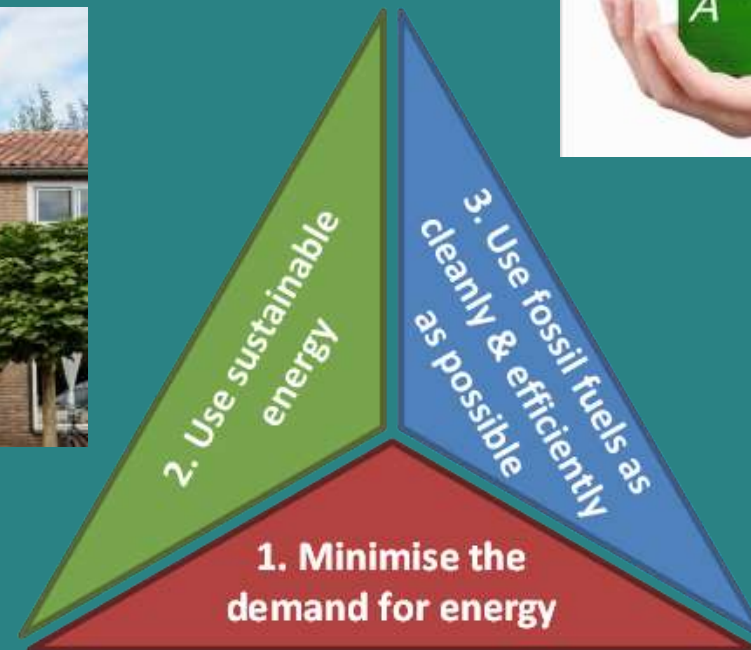 A
2. Use sustainable
energy
3. Use fossil fuels as
cleanly & efficiently
as possible
1. Minimise the
demand for energy